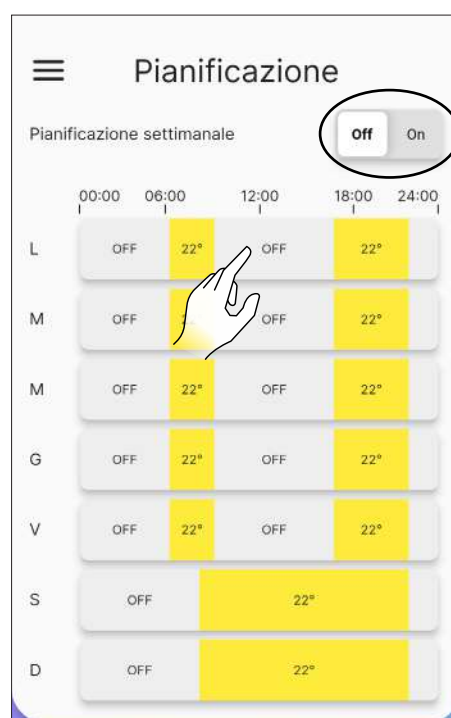 Pianificazione
Pianificazione settimanale Off On
00:00 06:00 12:00 18:00 24:00
L OFF 22° OFF 22°
M OFF OFF 22°
M OFF 22° OFF 22°
G OFF 22° OFF 22°
V OFF 22° OFF 22°
S OFF 22°
D OFF 22°